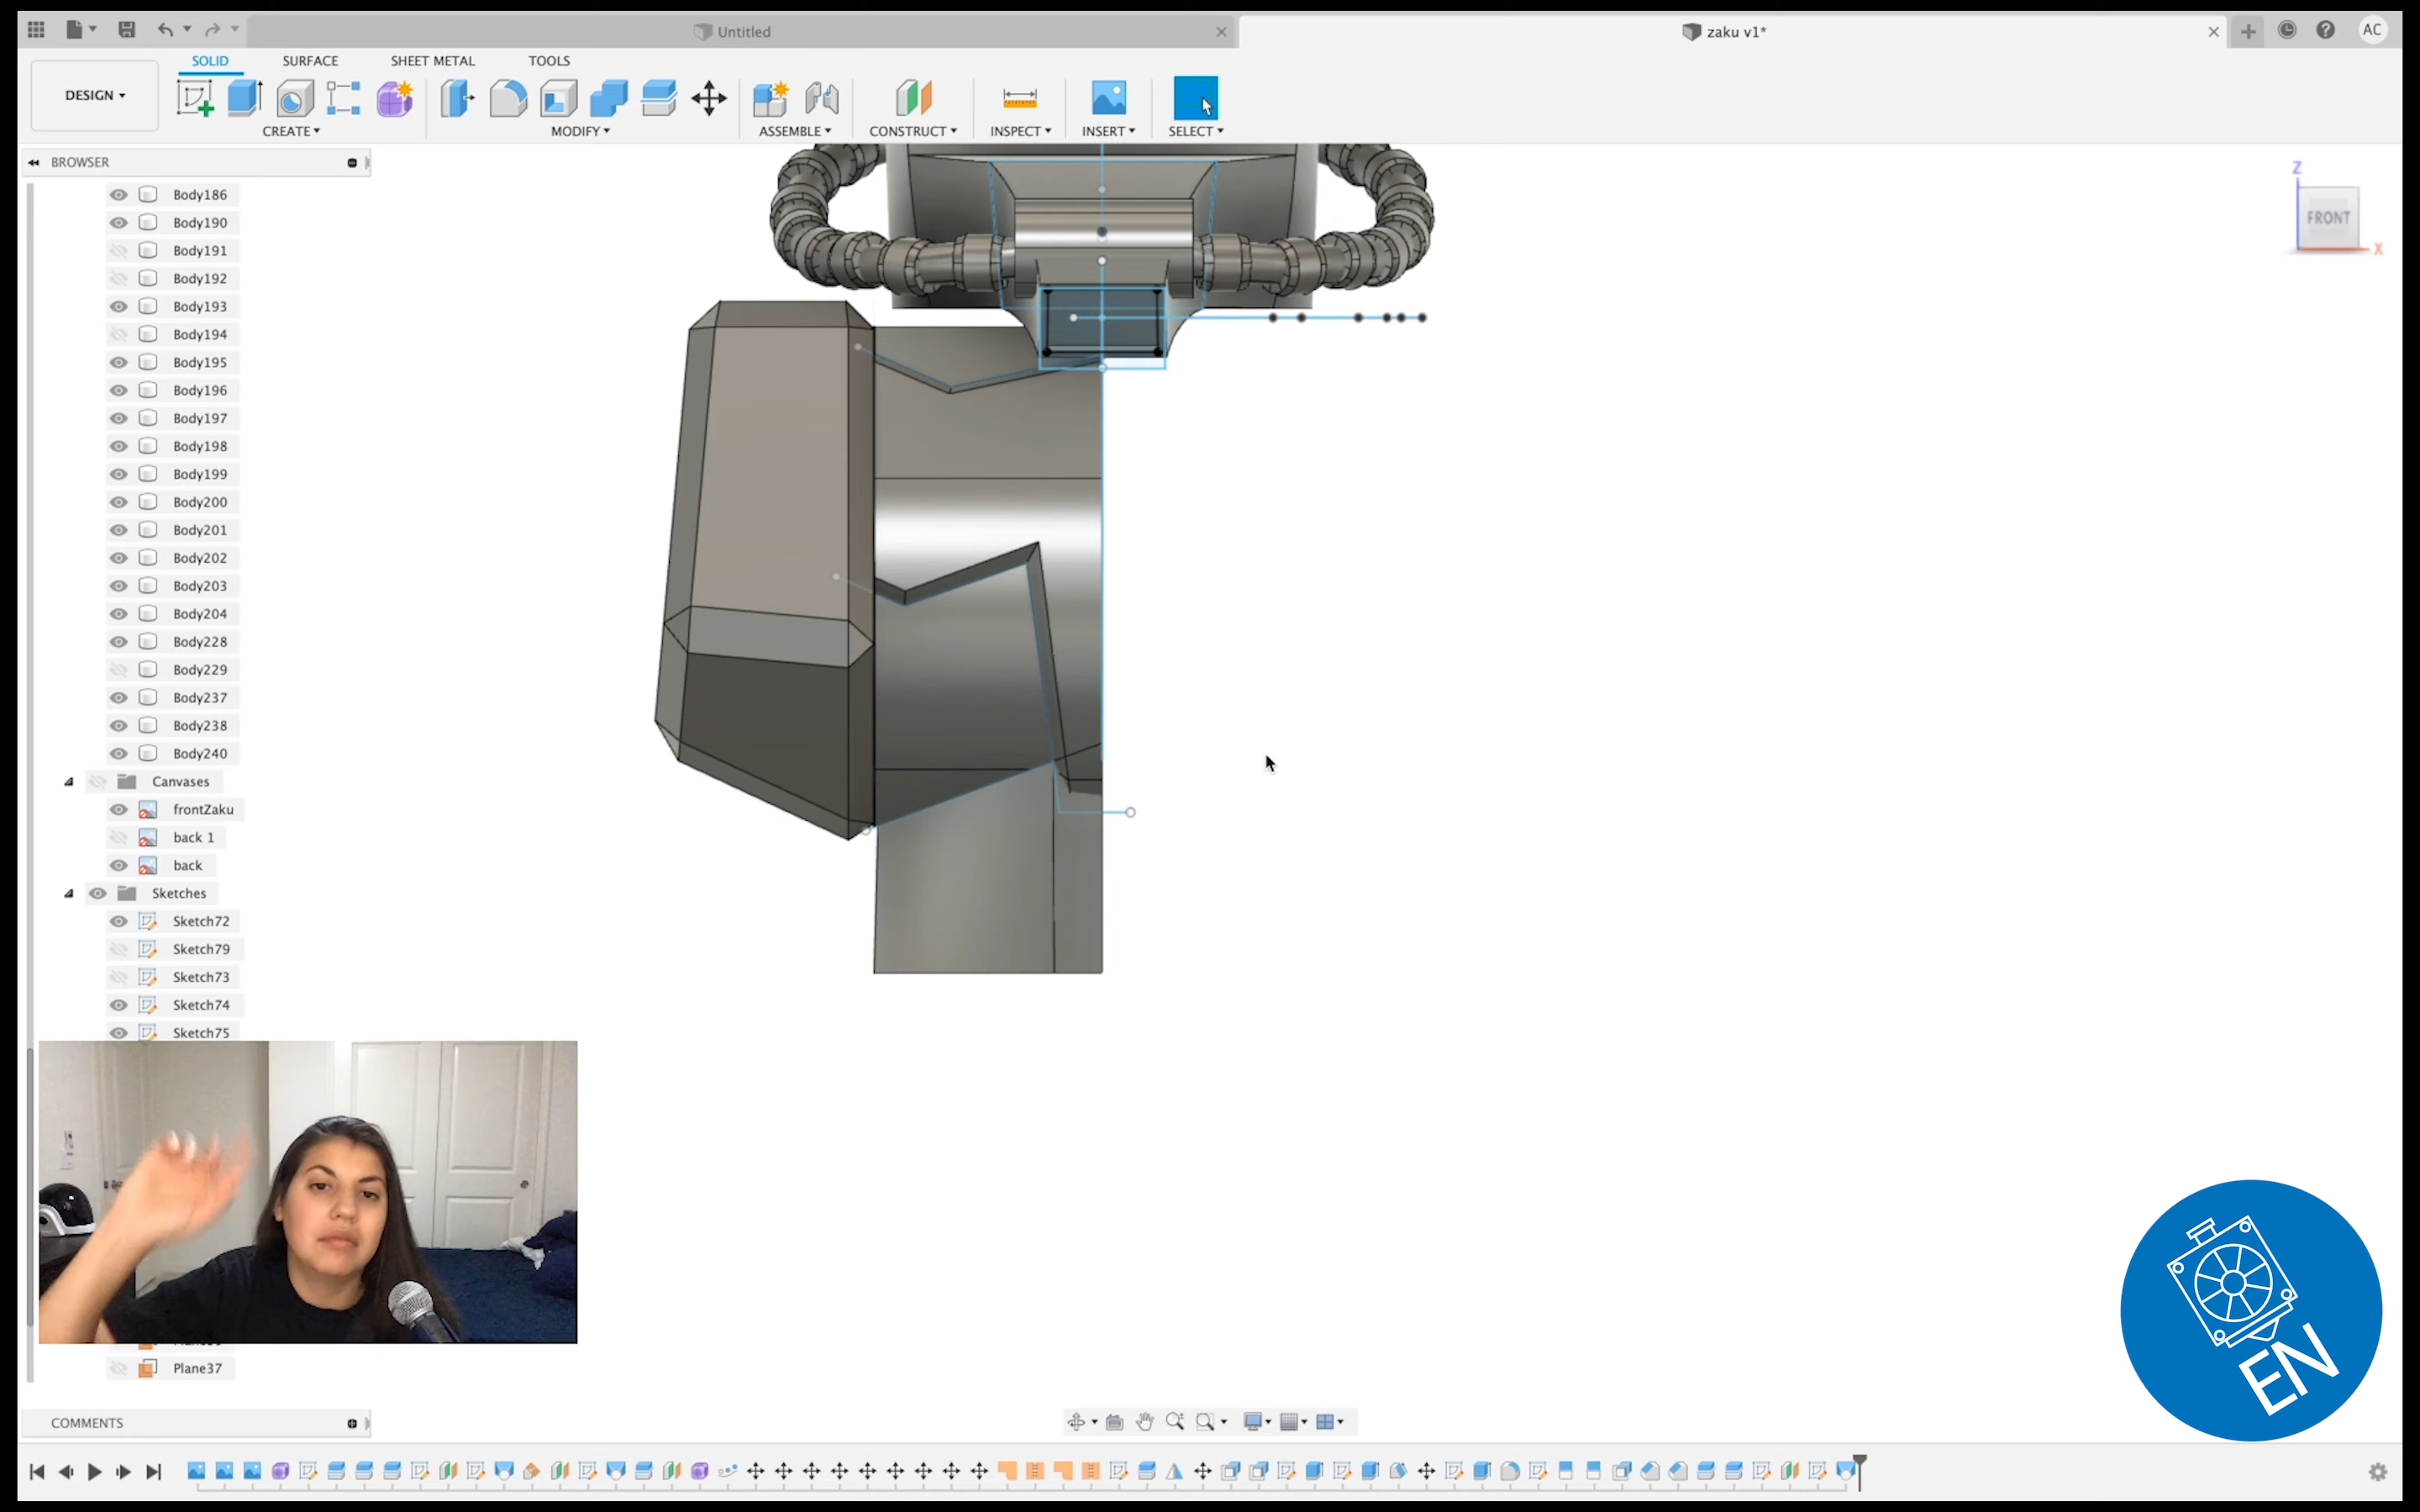 Untitled
zaku v1*
AC
DESIGN
SOLID
SURFACE
SHEET METAL
TOOLS
CREATE
MODIFY
ASSEMBLE
CONSTRUCT
INSPECT
INSERT
SELECT
BROWSER
Body186
Body190
Body191
Body192
Body193
Body194
Body195
Body196
Body197
Body198
Body199
Body200
Body201
Body202
Body203
Body204
Body228
Body229
Body237
Body238
Body240
Canvases
frontZaku
back 1
back
Sketches
Sketch72
Sketch79
Sketch73
Sketch74
Sketch75
Plane37
COMMENTS
Z
FRONT
X
EN